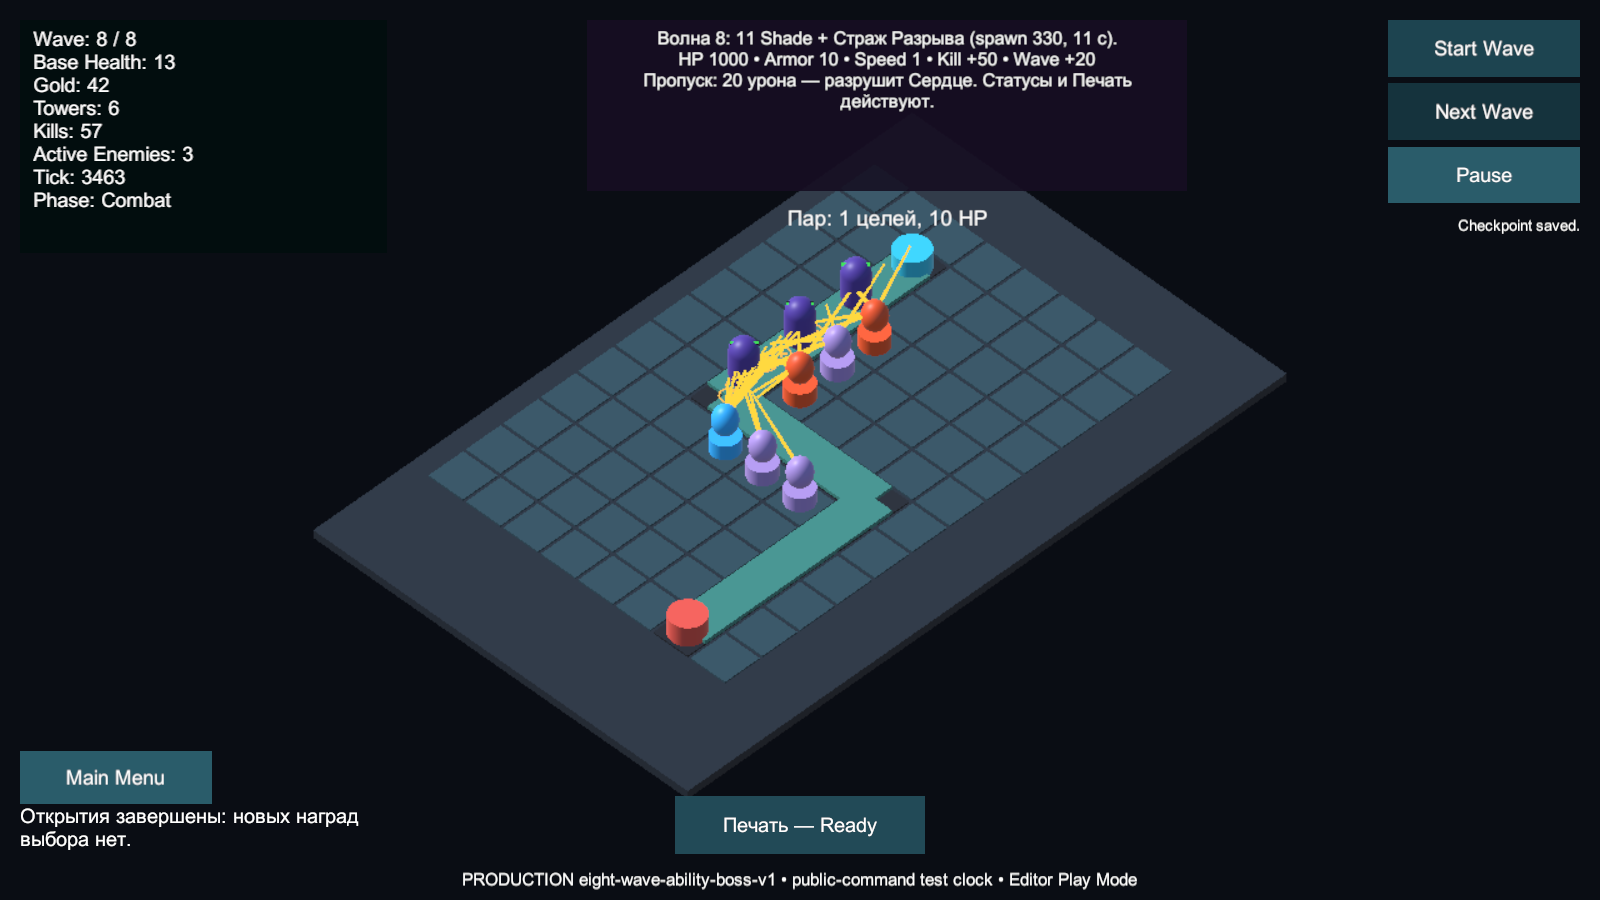 Wave: 8 / 8
Base Health: 13
Gold: 42
Towers: 6
Kills: 57
Active Enemies: 3
Tick: 3463
Phase: Combat
Волна 8: 11 Shade + Страж Разрыва (spawn 330, 11 с).
HP 1000 • Armor 10 • Speed 1 • Kill +50 • Wave +20
Пропуск: 20 урона — разрушит Сердце. Статусы и Печать
действуют.
Start Wave
Next Wave
Pause
Checkpoint saved.
Пар: 1 целей, 10 HP
Main Menu
Открытия завершены: новых наград
выбора нет.
Печать — Ready
PRODUCTION eight-wave-ability-boss-v1 • public-command test clock • Editor Play Mode